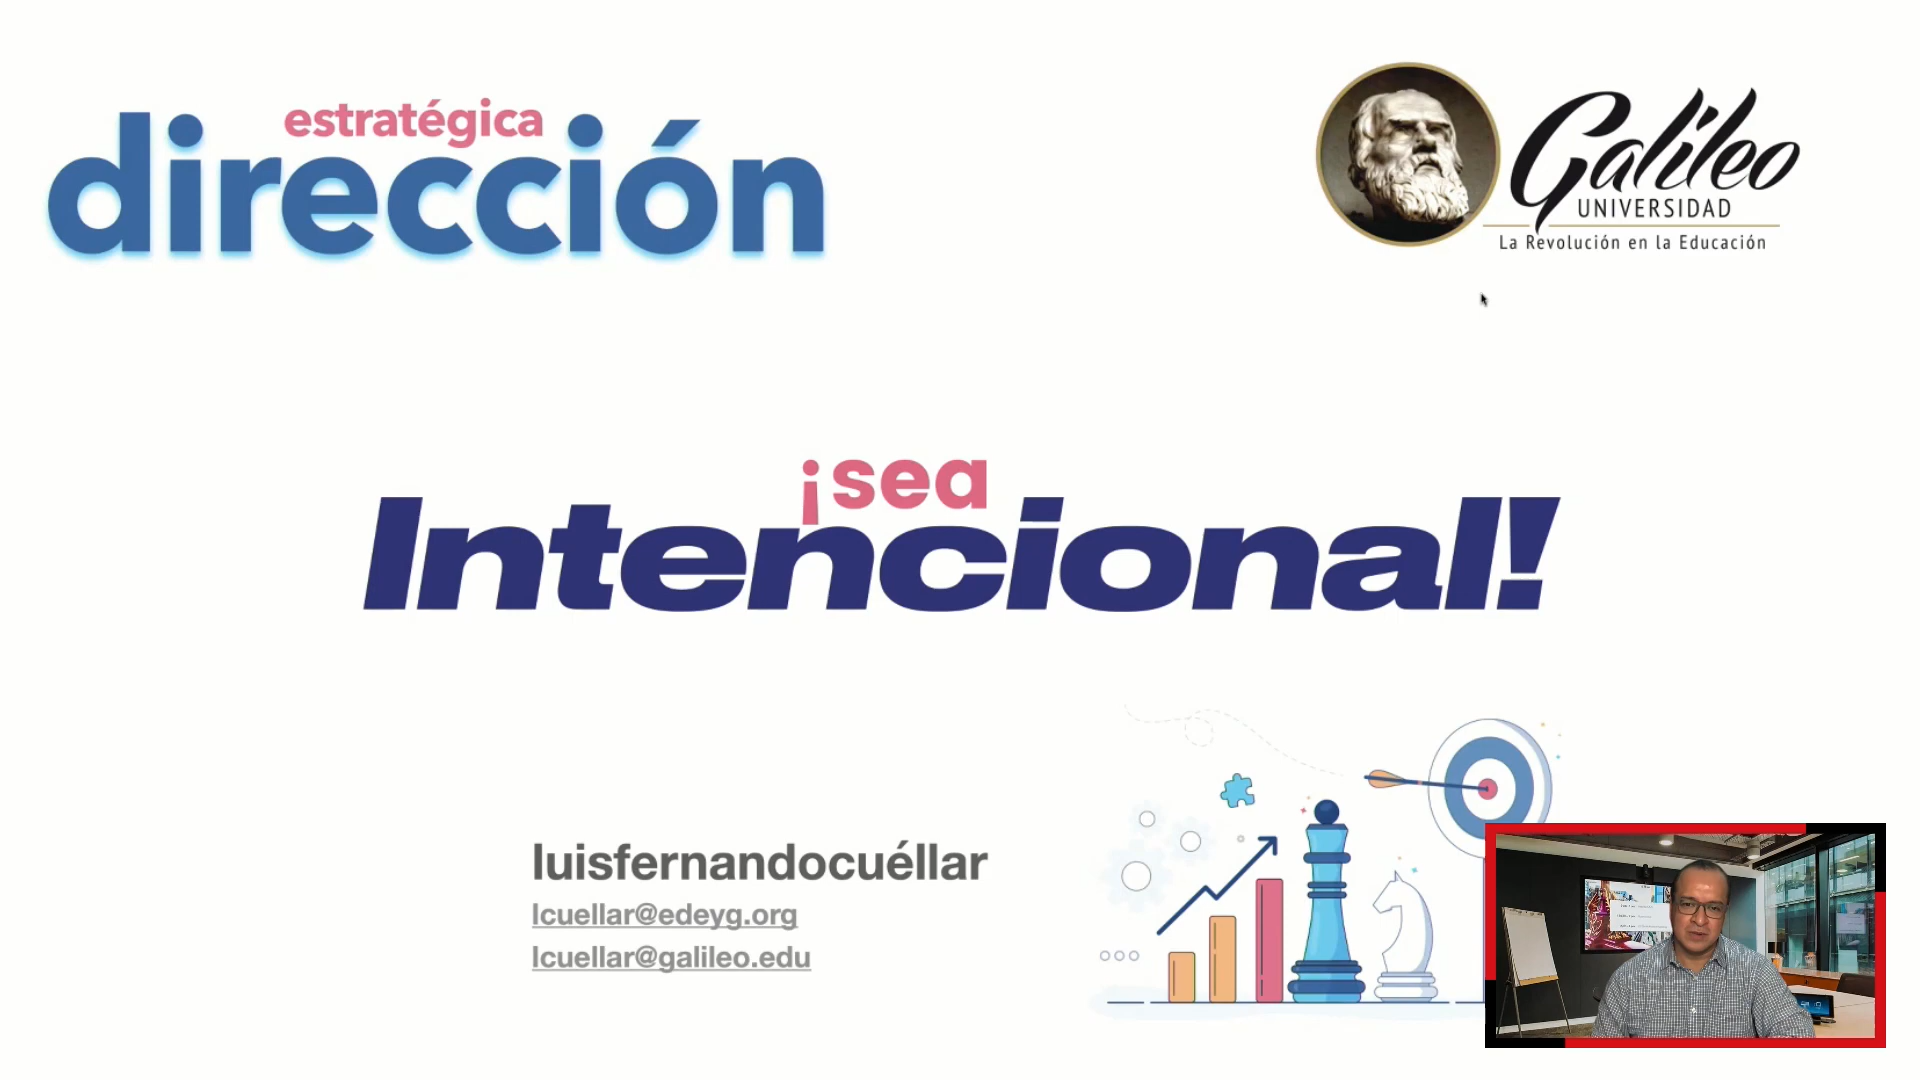 estratégica
dirección
Galileo
UNIVERSIDAD
La Revolución en la Educación
¡sea
Intencional!
luisfernandocuéllar
lcuellar@edeyg.org
lcuellar@galileo.edu